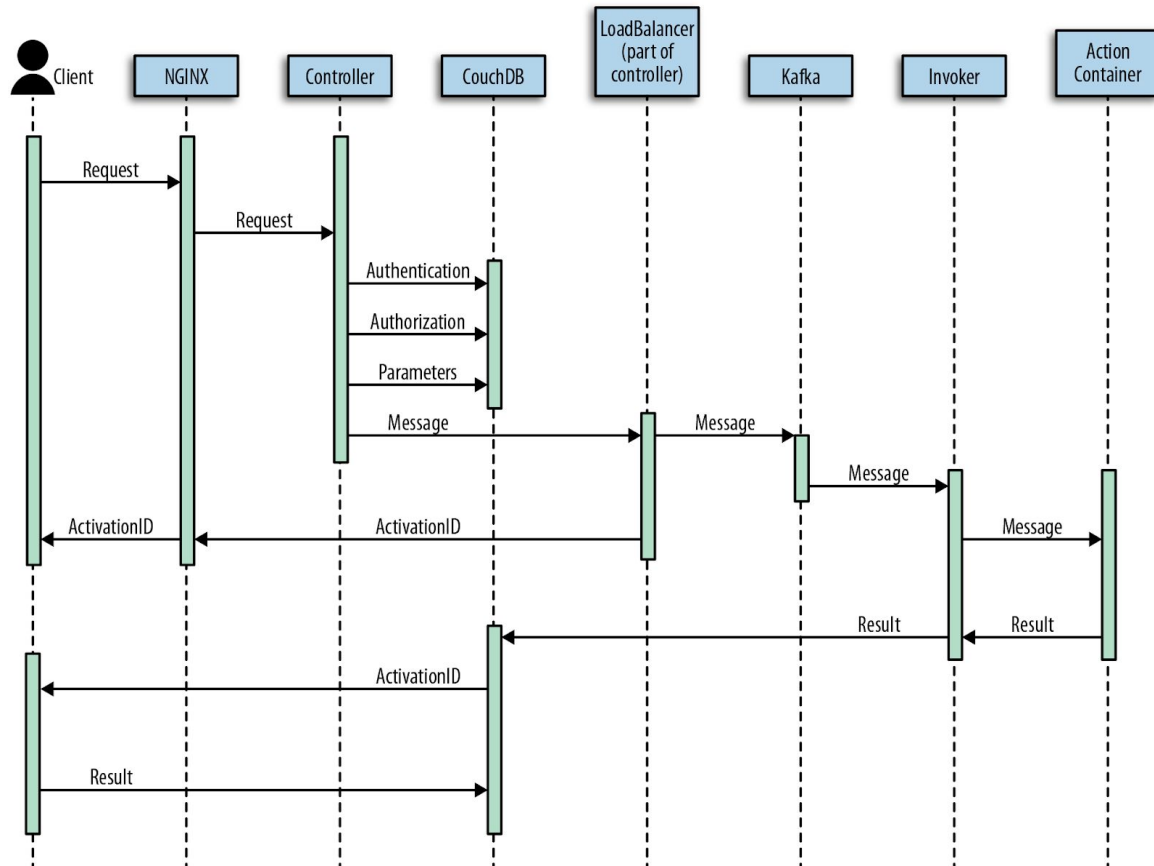 Client
NGINX
Controller
CouchDB
LoadBalancer
(part of
controller)
Kafka
Invoker
Action
Container
Request
Request
Authentication
Authorization
Parameters
Message
Message
Message
ActivationID
ActivationID
Message
Result
Result
ActivationID
Result